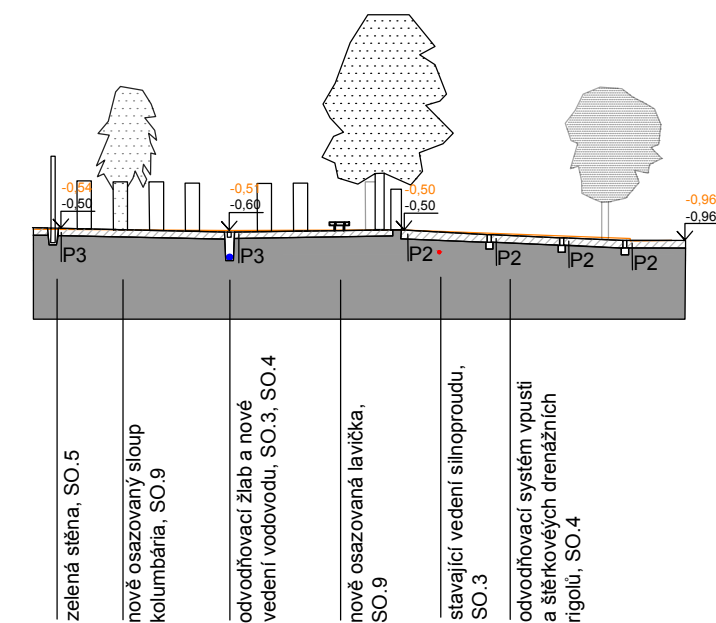 -0,54
-0,50
-0,51
-0,60
-0,50
-0,50
-0,96
-0,96
P3
P3
P2
P2
P2
P2
zelená stěna, SO.5
nově osazovaný sloup
kolumbária, SO.9
odvodňovací žlab a nové
vedení vodovodu, SO.3, SO.4
nově osazovaná lavička,
SO.9
stavající vedení silnoproudu,
SO.3
odvodňovací systém vpusti
a štěrkovéých drenážních
rigolů, SO.4